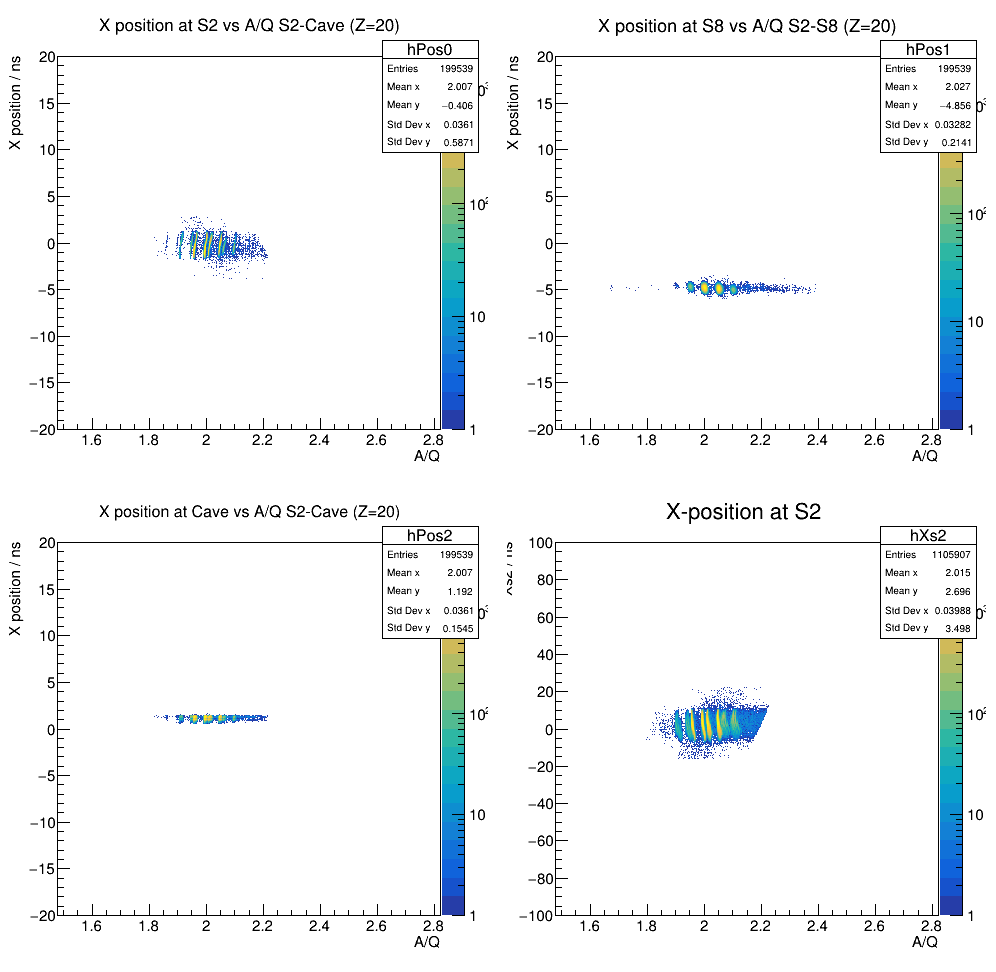 X position at S2 vs A/Q S2-Cave (Z=20)
hPos0
Entries 199539
Mean x 2.007
Mean y −0.406
Std Dev x 0.0361
Std Dev y 0.5871
X position / ns
20
15
10
5
0
−5
−10
−15
−20
1.6 1.8 2 2.2 2.4 2.6 2.8
A/Q
10²
10
1
X position at S8 vs A/Q S2-S8 (Z=20)
hPos1
Entries 199539
Mean x 2.027
Mean y −4.856
Std Dev x 0.03282
Std Dev y 0.2141
X position / ns
20
15
10
5
0
−5
−10
−15
−20
1.6 1.8 2 2.2 2.4 2.6 2.8
A/Q
10²
10
1
X position at Cave vs A/Q S2-Cave (Z=20)
hPos2
Entries 199539
Mean x 2.007
Mean y 1.192
Std Dev x 0.0361
Std Dev y 0.1545
X position / ns
20
15
10
5
0
−5
−10
−15
−20
1.6 1.8 2 2.2 2.4 2.6 2.8
A/Q
10²
10
1
X-position at S2
hXs2
Entries 1105907
Mean x 2.015
Mean y 2.696
Std Dev x 0.03988
Std Dev y 3.498
100
80
60
40
20
0
−20
−40
−60
−80
−100
1.6 1.8 2 2.2 2.4 2.6 2.8
A/Q
10²
10
1